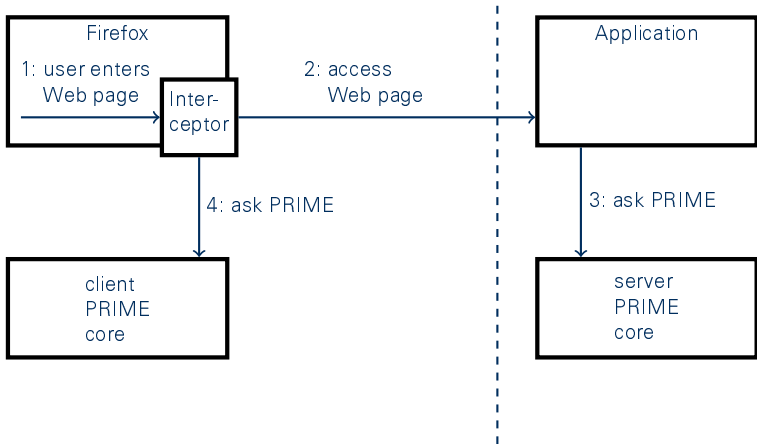 Firefox
Application
1: user enters
Web page
Inter-
ceptor
2: access
Web page
4: ask PRIME
3: ask PRIME
client
PRIME
core
server
PRIME
core